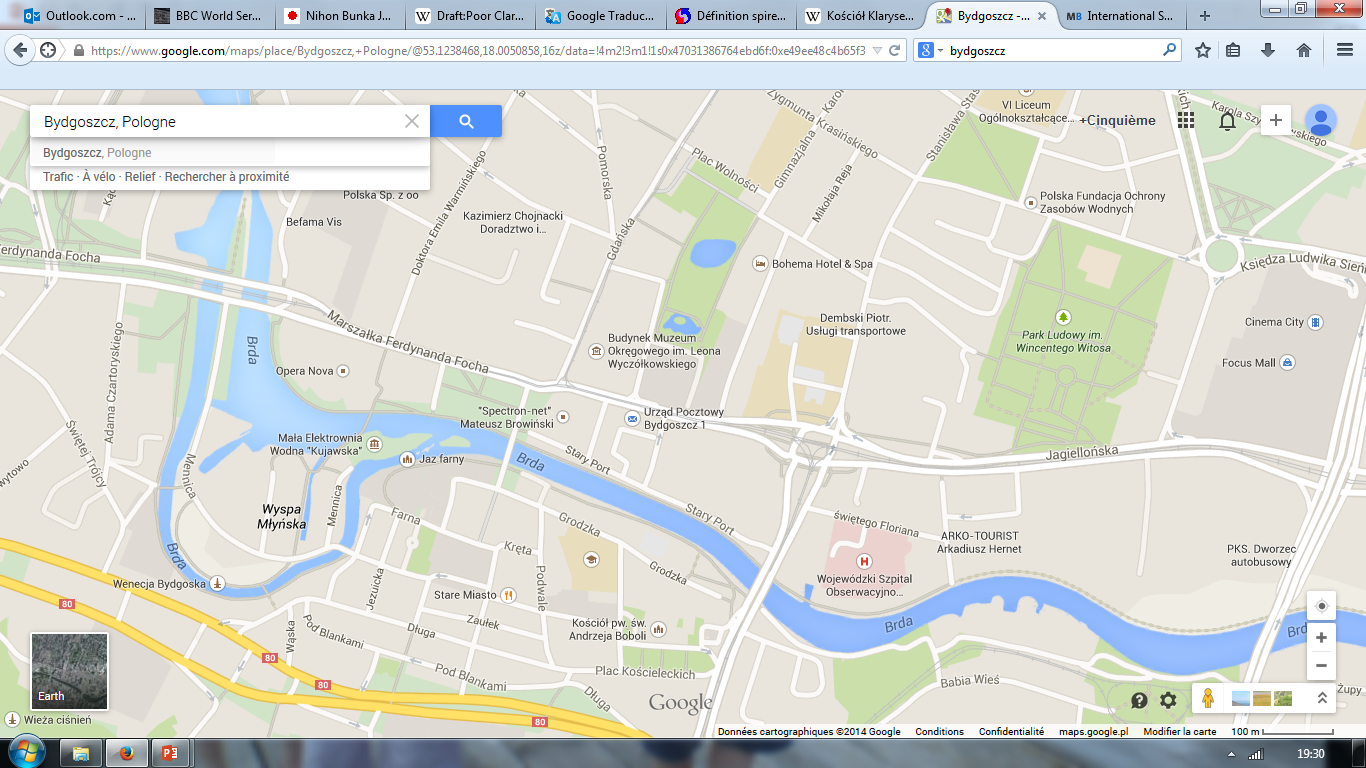 Outlook.com - ...
BBC World Ser...
Nihon Bunka J...
Draft:Poor Clar...
Google Traduc...
Définition spire...
Kościół Klaryse...
Bydgoszcz -...
International S...
https://www.google.com/maps/place/Bydgoszcz,+Pologne/@53.1238468,18.0050858,16z/data=!4m2!3m1!1s0x47031386764ebd6f:0xe49ee48c4b65f3
bydgoszcz
Bydgoszcz, Pologne
Bydgoszcz, Pologne
Trafic · À vélo · Relief · Rechercher à proximité
+Cinquième
VI Liceum
Ogólnokształcące...
Zygmunta Krasińskiego
Plac Wolności
Gimnazjalna
Mikołaja Reja
Pomorska
Gdańska
Doktora Emila Warmińskiego
Polska Sp. z oo
Befama Vis
Kazimierz Chojnacki
Doradztwo i...
Polska Fundacja Ochrony
Zasobów Wodnych
Bohema Hotel & Spa
Księdza Ludwika Sien
Ferdynanda Focha
Marszałka Ferdynanda Focha
Dembski Piotr.
Usługi transportowe
Budynek Muzeum
Okręgowego im. Leona
Wyczółkowskiego
Park Ludowy im.
Wincentego Witosa
Cinema City
Focus Mall
Brda
Opera Nova
Adama Czartoryskiego
Świętej Trójcy
"Spectron-net"
Mateusz Browiński
Urząd Pocztowy
Bydgoszcz 1
Mała Elektrownia
Wodna "Kujawska"
Jaz farny
Brda
Stary Port
Stary Port
Jagiellońska
Mennica
Mennica
Wyspa
Młyńska
Farna
Grodzka
Kręta
Grodzka
Podwale
świętego Floriana
ARKO-TOURIST
Arkadiusz Hernet
Wojewódzki Szpital
Obserwacyjno...
PKS. Dworzec
autobusowy
Brda
Wenecja Bydgoska
Jezuicka
Stare Miasto
Zaułek
Długa
Pod Blankami
Wąska
Kościół pw. św.
Andrzeja Boboli
Plac Kościeleckich
Pod Blankami
Długa
Brda
Babia Wieś
80
80
80
80
Earth
Wieża ciśnień
Google
Données cartographiques ©2014 Google
Conditions
Confidentialité
maps.google.pl
Modifier la carte
100 m
19:30